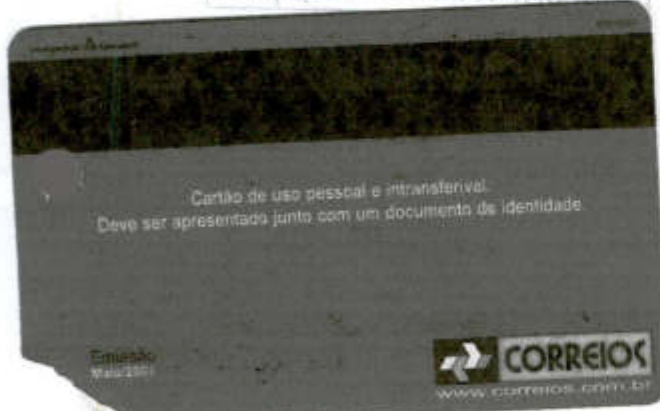 Cartão de uso pessoal e intransferível.
Deve ser apresentado junto com um documento de identidade
Emissão
CORREIOS
www.correios.com.br